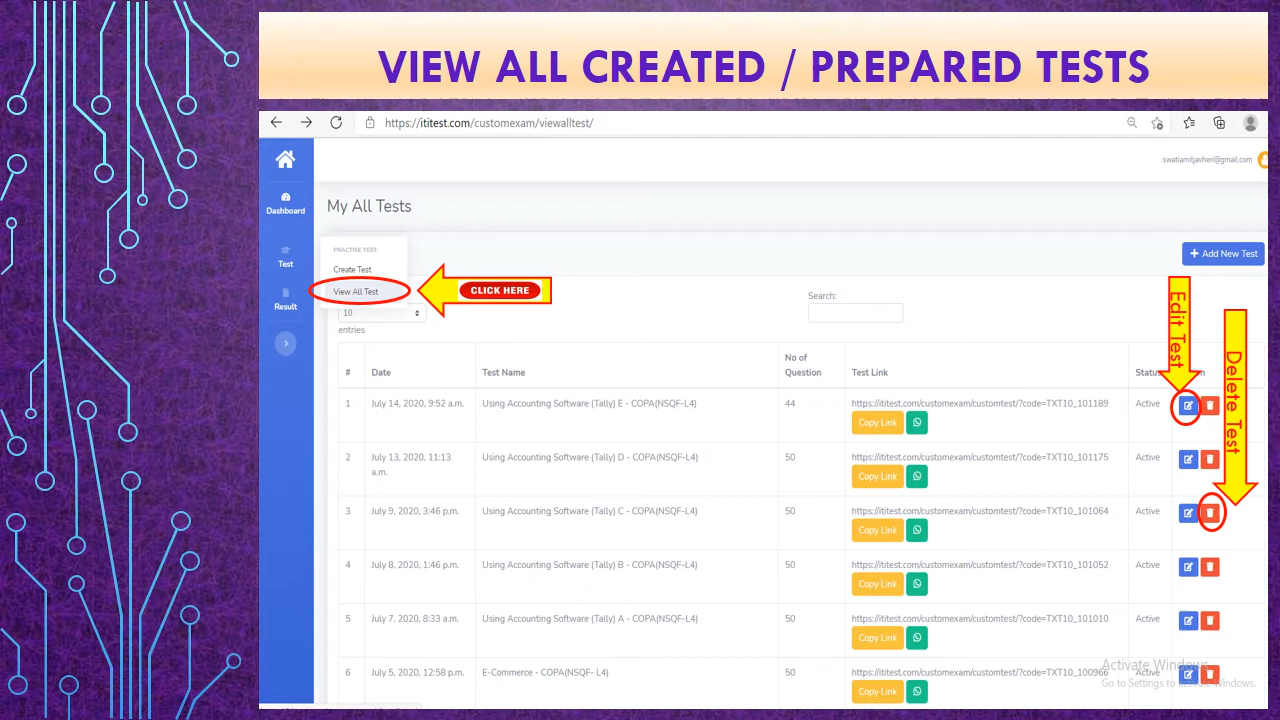 VIEW ALL CREATED / PREPARED TESTS
https://ititest.com/customexam/viewalltest/
swatiamitjavheri@gmail.com
Dashboard
Test
Result
My All Tests
PRACTISE TEST:
Create Test
View All Test
CLICK HERE
Add New Test
10
entries
Search:
Edit Test
Delete Test
# Date Test Name No of Question Test Link Status
1 July 14, 2020, 9:52 a.m. Using Accounting Software (Tally) E - COPA(NSQF-L4) 44 https://ititest.com/customexam/customtest/?code=TXT10_101189 Active
Copy Link
2 July 13, 2020, 11:13 a.m. Using Accounting Software (Tally) D - COPA(NSQF-L4) 50 https://ititest.com/customexam/customtest/?code=TXT10_101175 Active
Copy Link
3 July 9, 2020, 3:46 p.m. Using Accounting Software (Tally) C - COPA(NSQF-L4) 50 https://ititest.com/customexam/customtest/?code=TXT10_101064 Active
Copy Link
4 July 8, 2020, 1:46 p.m. Using Accounting Software (Tally) B - COPA(NSQF-L4) 50 https://ititest.com/customexam/customtest/?code=TXT10_101052 Active
Copy Link
5 July 7, 2020, 8:33 a.m. Using Accounting Software (Tally) A - COPA(NSQF-L4) 50 https://ititest.com/customexam/customtest/?code=TXT10_101010 Active
Copy Link
6 July 5, 2020, 12:58 p.m. E-Commerce - COPA(NSQF- L4) 50 https://ititest.com/customexam/customtest/?code=TXT10_100966 Active
Copy Link
Activate Windows
Go to Settings to activate Windows.